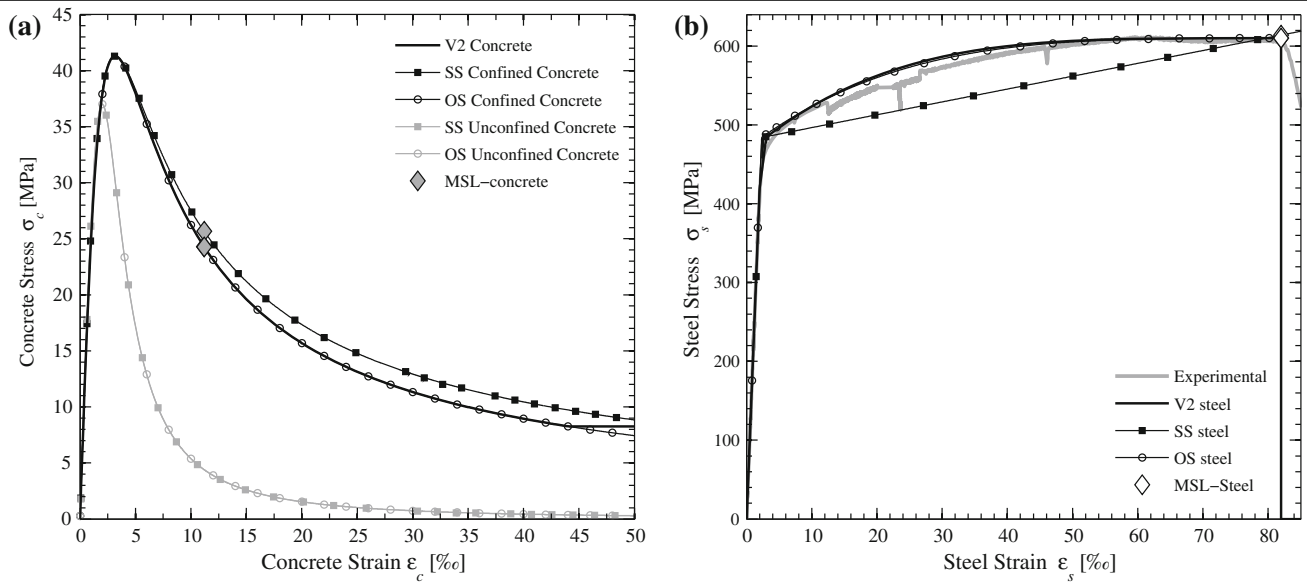 (a)
45
40
35
30
25
20
15
10
5
0
Concrete Stress σc [MPa]
V2 Concrete
SS Confined Concrete
OS Confined Concrete
SS Unconfined Concrete
OS Unconfined Concrete
MSL−concrete
0 5 10 15 20 25 30 35 40 45 50
Concrete Strain εc [‰]
(b)
600
500
400
300
200
600
0
Steel Stress σs [MPa]
Experimental
V2 steel
SS steel
OS steel
MSL−Steel
0 10 20 30 40 50 60 70 80
Steel Strain εs [‰]